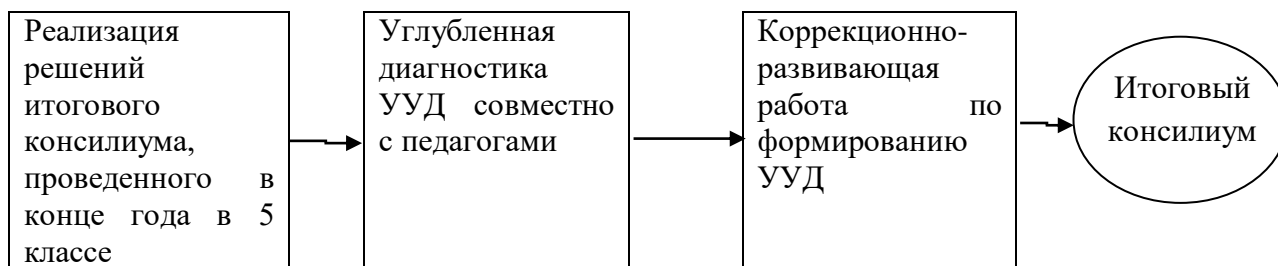 Реализация
решений
итогового
консилиума,
проведенного в
конце года в 5
классе
Углубленная
диагностика
УУД совместно
с педагогами
Коррекционно-
развивающая
работа по
формированию
УУД
Итоговый
консилиум